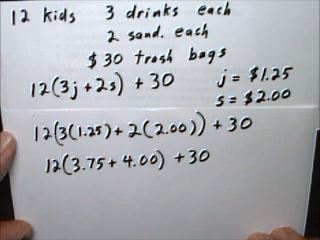 12 kids 3 drinks each
2 sand. each
$30 trash bags
12(3j+2s)+30 j = $1.25
s = $2.00
12(3(1.25)+2(2.00))+30
12(3.75+4.00)+30